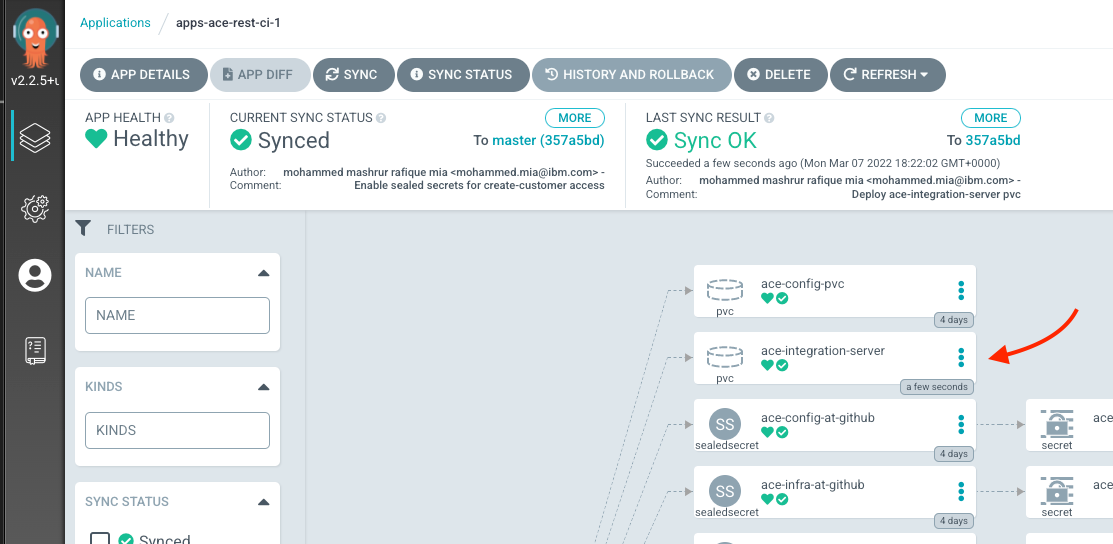 Applications
apps-ace-rest-ci-1
v2.2.5+u
APP DETAILS
APP DIFF
SYNC
SYNC STATUS
HISTORY AND ROLLBACK
DELETE
REFRESH
APP HEALTH
Healthy
CURRENT SYNC STATUS
MORE
Synced
To master (357a5bd)
Author: mohammed mashrur rafique mia <mohammed.mia@ibm.com> -
Comment: Enable sealed secrets for create-customer access
LAST SYNC RESULT
MORE
Sync OK
To 357a5bd
Succeeded a few seconds ago (Mon Mar 07 2022 18:22:02 GMT+0000)
Author: mohammed mashrur rafique mia <mohammed.mia@ibm.com> -
Comment: Deploy ace-integration-server pvc
FILTERS
NAME
NAME
KINDS
KINDS
SYNC STATUS
Synced
ace-config-pvc
pvc
4 days
ace-integration-server
pvc
a few seconds
SS
ace-config-at-github
sealedsecret
4 days
ace
secret
SS
ace-infra-at-github
sealedsecret
4 days
ace
secret